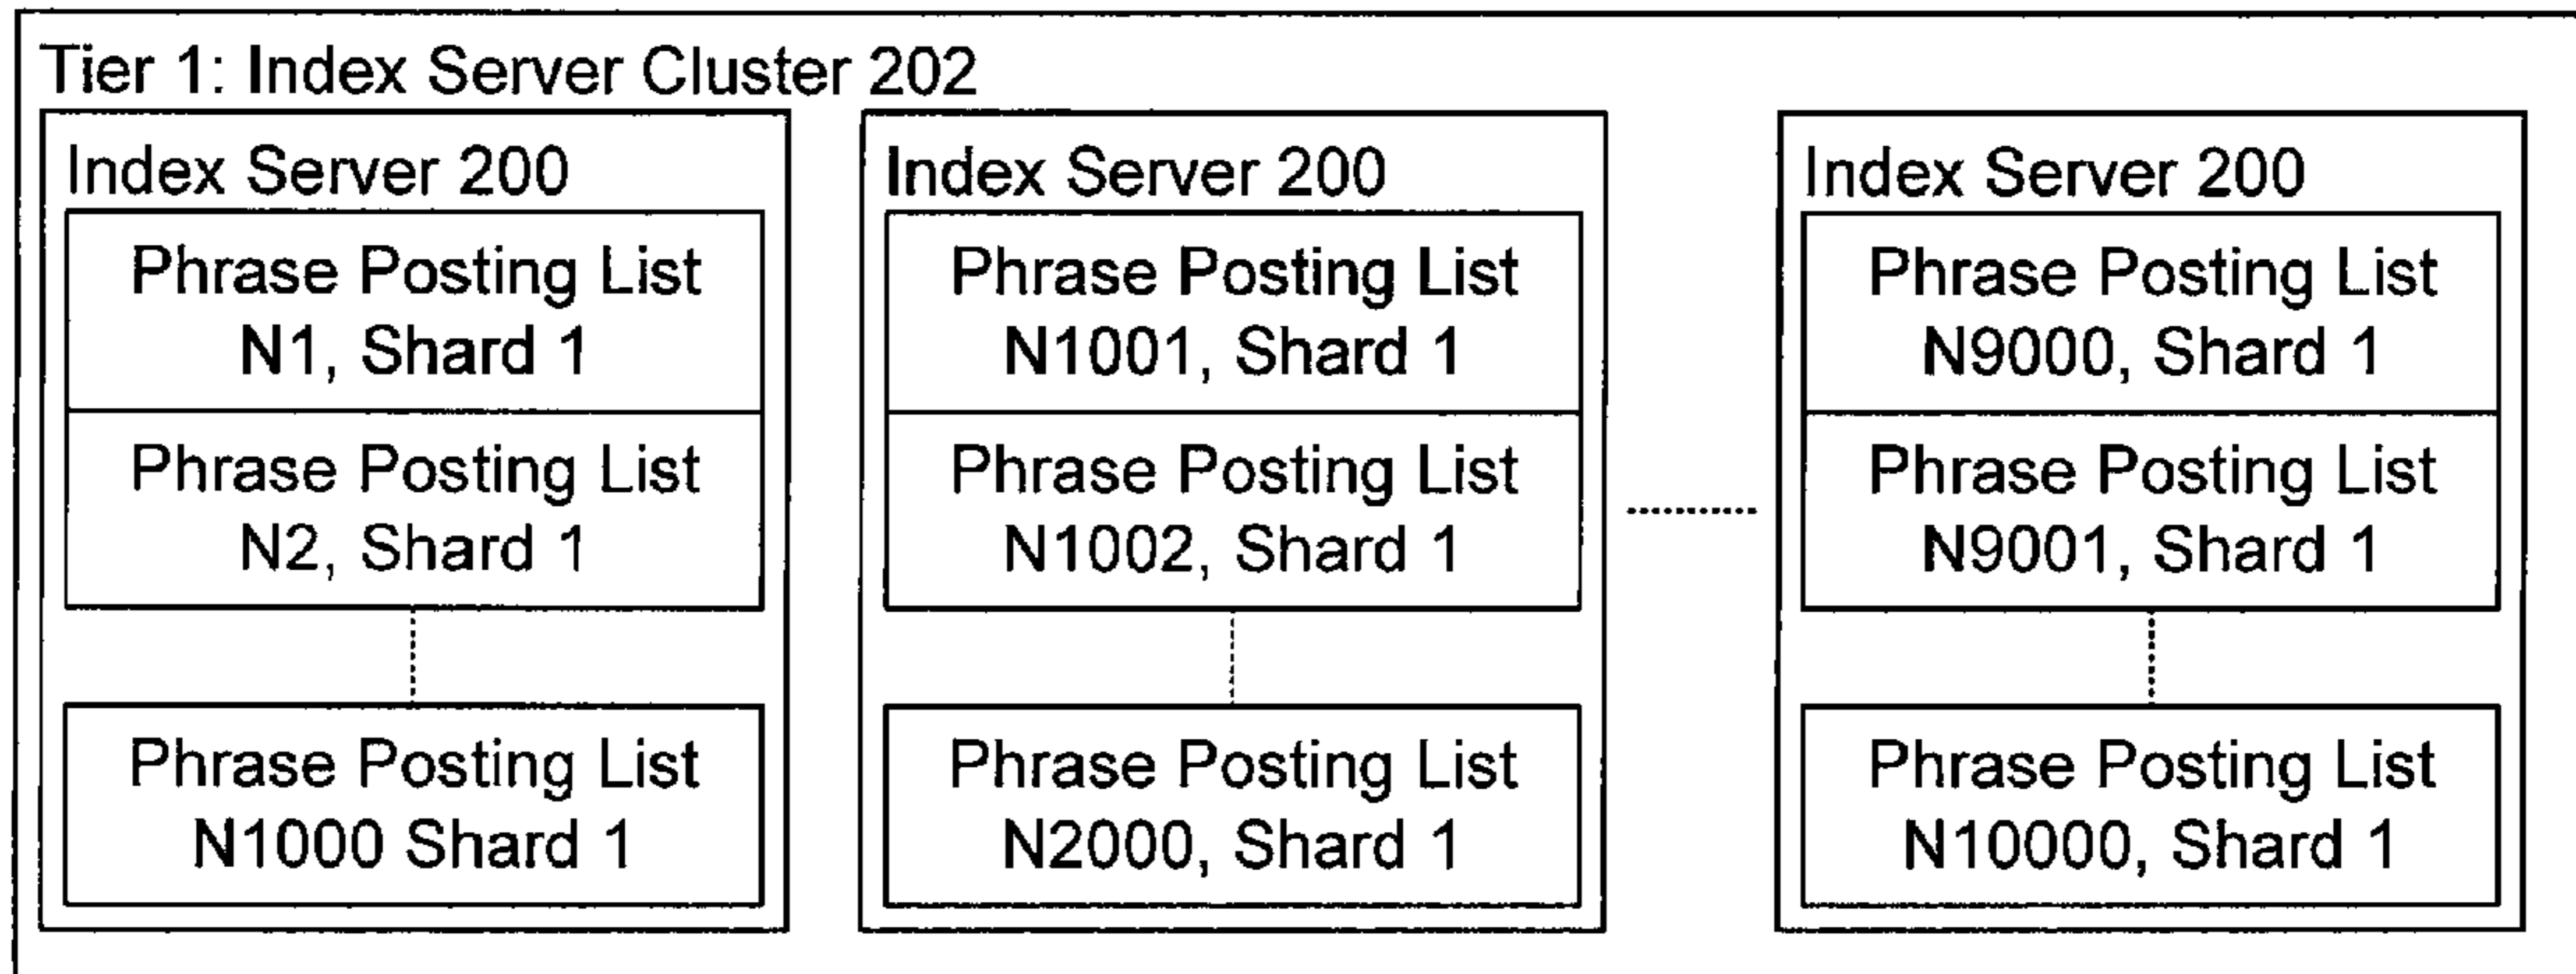 Tier 1: Index Server Cluster 202
Index Server 200
Phrase Posting List
N1, Shard 1
Phrase Posting List
N2, Shard 1
Phrase Posting List
N1000 Shard 1
Index Server 200
Phrase Posting List
N1001, Shard 1
Phrase Posting List
N1002, Shard 1
Phrase Posting List
N2000, Shard 1
Index Server 200
Phrase Posting List
N9000, Shard 1
Phrase Posting List
N9001, Shard 1
Phrase Posting List
N10000, Shard 1